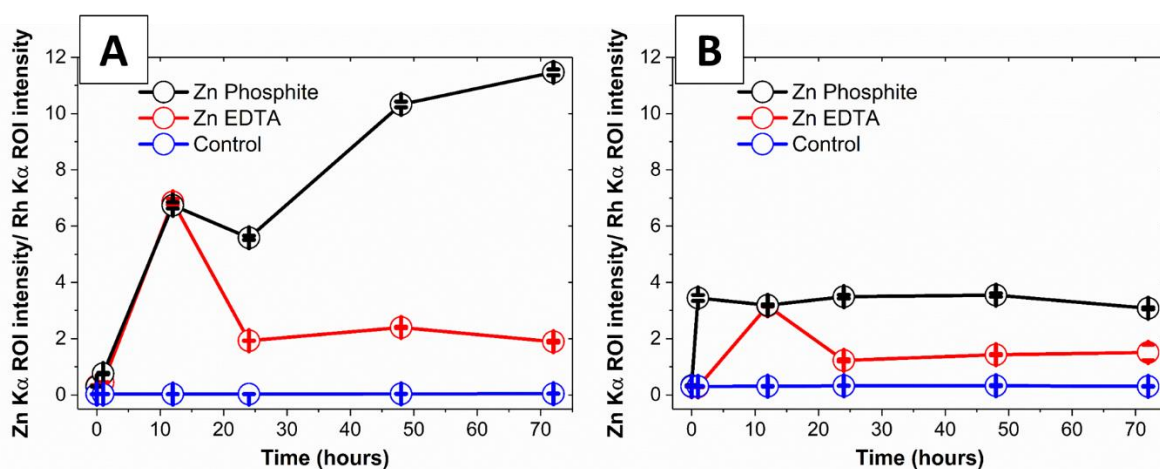 A
Zn Kα ROI intensity/ Rh Kα ROI intensity
12
10
8
6
4
2
0
Zn Phosphite
Zn EDTA
Control
0 10 20 30 40 50 60 70
Time (hours)
B
Zn Kα ROI intensity/ Rh Kα ROI intensity
12
10
8
6
4
2
0
Zn Phosphite
Zn EDTA
Control
0 10 20 30 40 50 60 70
Time (hours)